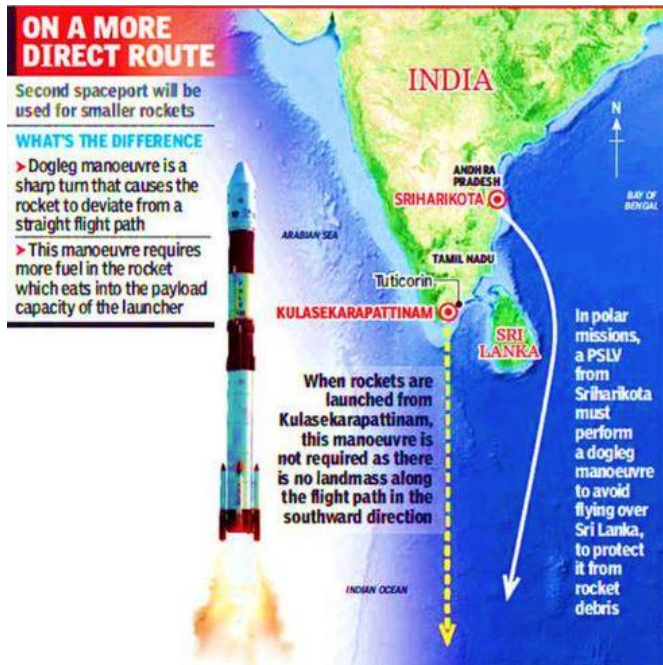 ON A MORE
DIRECT ROUTE
Second spaceport will be
used for smaller rockets
WHAT'S THE DIFFERENCE
➤ Dogleg manoeuvre is a
sharp turn that causes the
rocket to deviate from a
straight flight path
➤ This manoeuvre requires
more fuel in the rocket
which eats into the payload
capacity of the launcher
INDIA
N
ANDHRA
PRADESH
SRIHARIKOTA
BAY OF
BENGAL
ARABIAN SEA
TAMIL NADU
Tuticorin
KULASEKARAPATTINAM
SRI
LANKA
When rockets are
launched from
Kulasekarapattinam,
this manoeuvre is
not required as there
is no landmass along
the flight path in the
southward direction
In polar
missions,
a PSLV
from
Sriharikota
must
perform
a dogleg
manoeuvre
to avoid
flying over
Sri Lanka,
to protect
it from
rocket
debris
INDIAN OCEAN